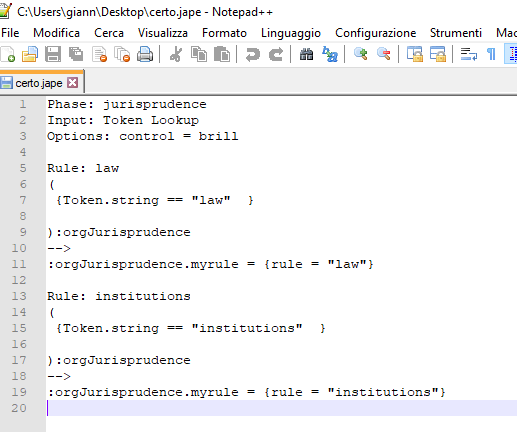 C:\Users\giann\Desktop\certo.jape - Notepad++
File Modifica Cerca Visualizza Formato Linguaggio Configurazione Strumenti
certo.jape
1 Phase: jurisprudence
2 Input: Token Lookup
3 Options: control = brill
4
5 Rule: law
6 (
7 {Token.string == "law"  }
8
9 ):orgJurisprudence
10 -->
11 :orgJurisprudence.myrule = {rule = "law"}
12
13 Rule: institutions
14 (
15 {Token.string == "institutions"  }
16
17 ):orgJurisprudence
18 -->
19 :orgJurisprudence.myrule = {rule = "institutions"}
20